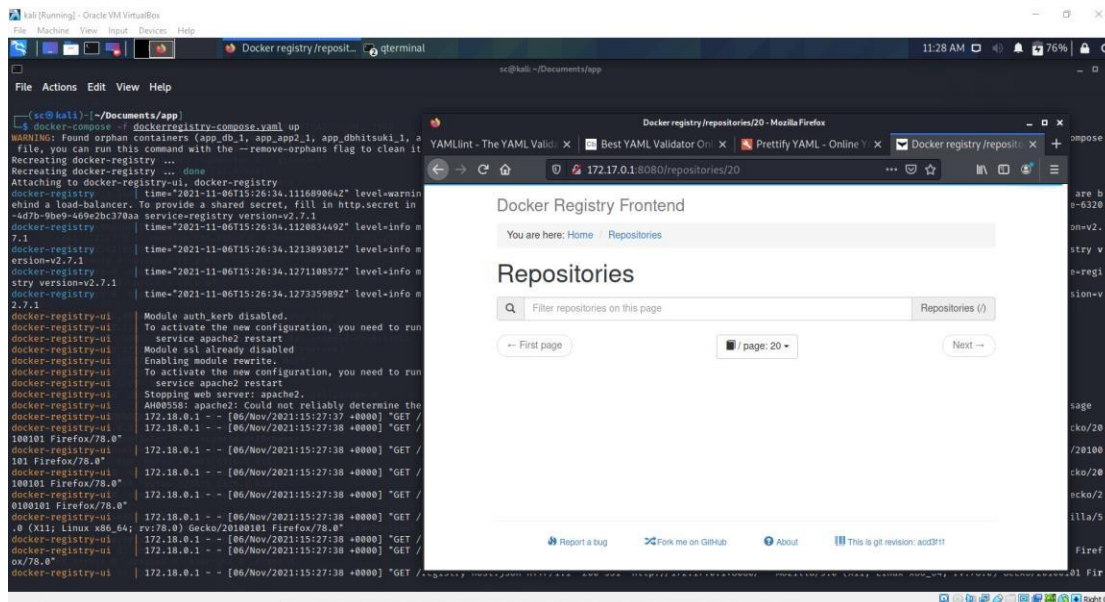 kali [Running] - Oracle VM VirtualBox
File Machine View Input Devices Help
Docker registry /reposit... qterminal 11:28 AM 76%
sc@kali: ~/Documents/app
File Actions Edit View Help
(sc㉿kali)-[~/Documents/app]
$ docker-compose -f dockerregistry-compose.yaml up
WARNING: Found orphan containers (app_db_1, app_app2_1, app_dbhitsuki_1, a
file, you can run this command with the --remove-orphans flag to clean it
Recreating docker-registry ...
Recreating docker-registry ... done
Attaching to docker-registry-ui, docker-registry
docker-registry | time="2021-11-06T15:26:34.111689064Z" level=warnin
ehind a load-balancer. To provide a shared secret, fill in http.secret in
-4d7b-9be9-469e2bc370aa service=registry version=v2.7.1
docker-registry | time="2021-11-06T15:26:34.112083449Z" level=info m
7.1
docker-registry | time="2021-11-06T15:26:34.121389301Z" level=info m
ersion=v2.7.1
docker-registry | time="2021-11-06T15:26:34.127110857Z" level=info m
stry version=v2.7.1
docker-registry | time="2021-11-06T15:26:34.127335989Z" level=info m
2.7.1
docker-registry-ui | Module auth_kerb disabled.
docker-registry-ui | To activate the new configuration, you need to run
docker-registry-ui | service apache2 restart
docker-registry-ui | Module ssl already disabled
docker-registry-ui | Enabling module rewrite.
docker-registry-ui | To activate the new configuration, you need to run
docker-registry-ui | service apache2 restart
docker-registry-ui | Stopping web server: apache2.
docker-registry-ui | AH00558: apache2: Could not reliably determine the
docker-registry-ui | 172.18.0.1 - - [06/Nov/2021:15:27:37 +0000] "GET /
docker-registry-ui | 172.18.0.1 - - [06/Nov/2021:15:27:38 +0000] "GET /
100101 Firefox/78.0"
docker-registry-ui | 172.18.0.1 - - [06/Nov/2021:15:27:38 +0000] "GET /
101 Firefox/78.0"
docker-registry-ui | 172.18.0.1 - - [06/Nov/2021:15:27:38 +0000] "GET /
100101 Firefox/78.0"
docker-registry-ui | 172.18.0.1 - - [06/Nov/2021:15:27:38 +0000] "GET /
0100101 Firefox/78.0"
docker-registry-ui | 172.18.0.1 - - [06/Nov/2021:15:27:38 +0000] "GET /
.0 (X11; Linux x86_64; rv:78.0) Gecko/20100101 Firefox/78.0"
docker-registry-ui | 172.18.0.1 - - [06/Nov/2021:15:27:38 +0000] "GET /
docker-registry-ui | 172.18.0.1 - - [06/Nov/2021:15:27:38 +0000] "GET /
ox/78.0"
docker-registry-ui | 172.18.0.1 - - [06/Nov/2021:15:27:38 +0000] "GET /
Docker registry /repositories/20 - Mozilla Firefox
YAMLlint - The YAML Valid Best YAML Validator Onl Prettify YAML - Online Y Docker registry /reposito
172.17.0.1:8080/repositories/20
Docker Registry Frontend
You are here: Home / Repositories
Repositories
Filter repositories on this page Repositories (/)
← First page / page: 20 Next →
Report a bug Fork me on GitHub About This is git revision: acd3f1f
ompose
are b
e-6320
on=v2.
stry v
e=regi
sion=v
sage
cko/20
/20100
cko/20
ecko/2
illa/5
Firef
01 Fir
Right